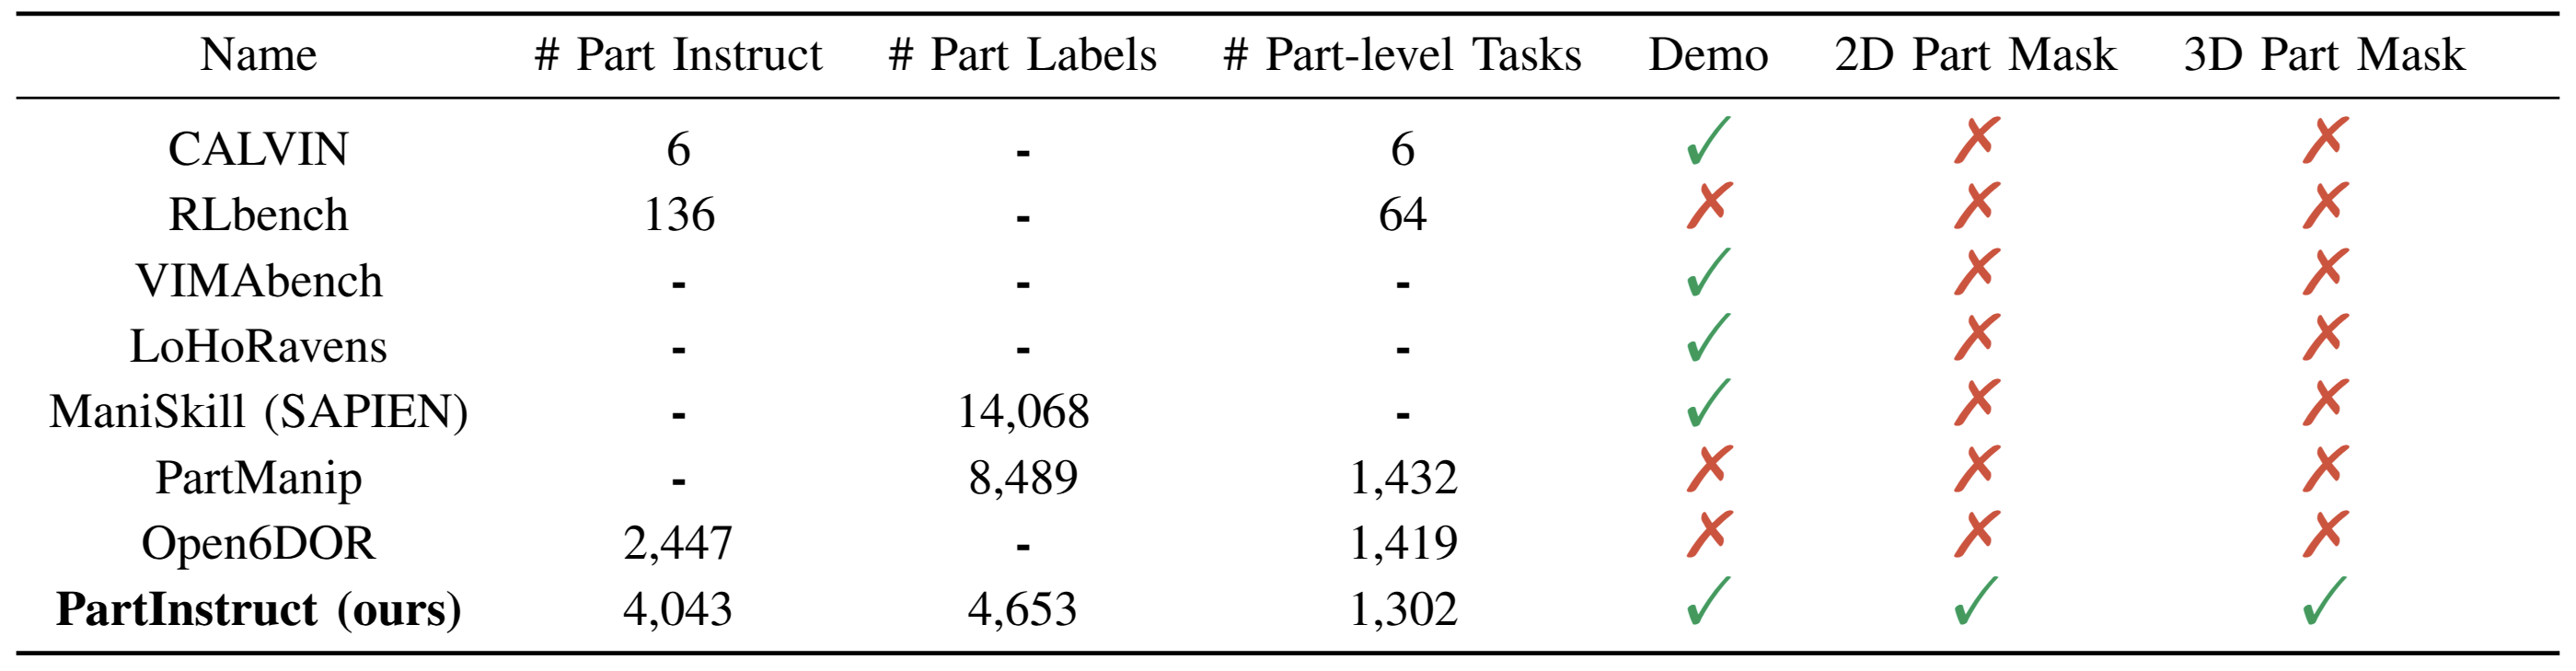 Name # Part Instruct # Part Labels # Part-level Tasks Demo 2D Part Mask 3D Part Mask
CALVIN 6 - 6 ✓ ✗ ✗
RLbench 136 - 64 ✗ ✗ ✗
VIMAbench - - - ✓ ✗ ✗
LoHoRavens - - - ✓ ✗ ✗
ManiSkill (SAPIEN) - 14,068 - ✓ ✗ ✗
PartManip - 8,489 1,432 ✗ ✗ ✗
Open6DOR 2,447 - 1,419 ✗ ✗ ✗
PartInstruct (ours) 4,043 4,653 1,302 ✓ ✓ ✓